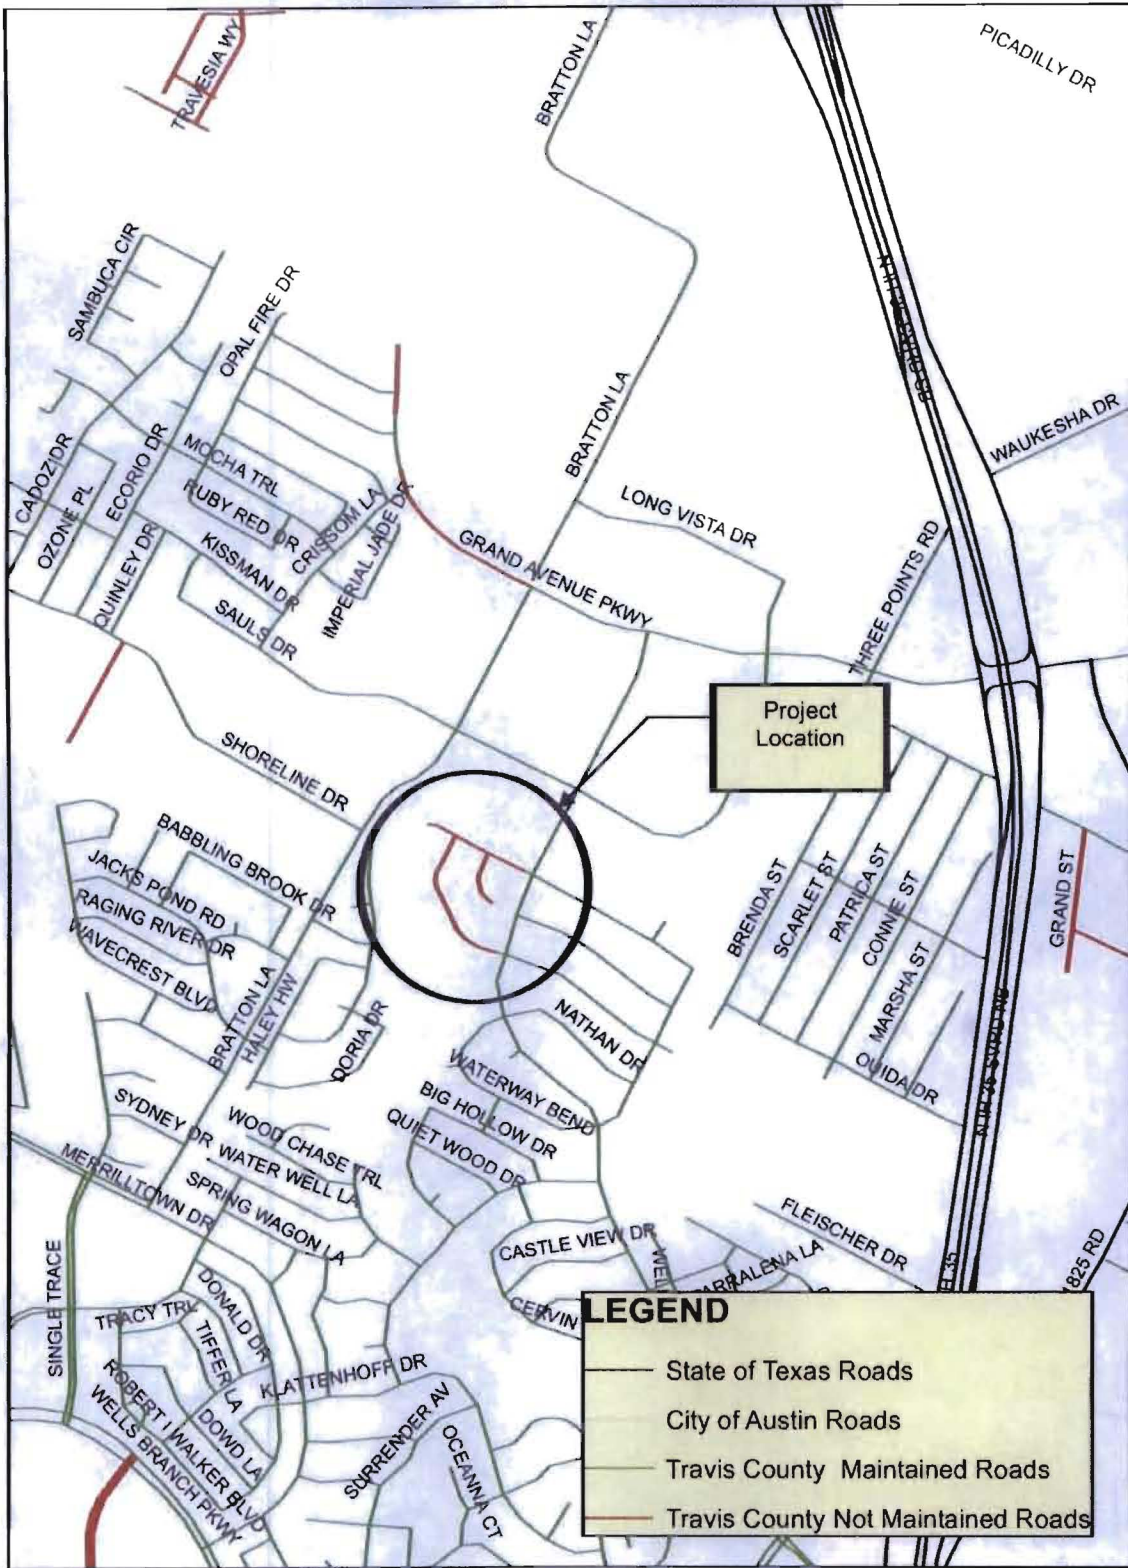 PICADILLY DR
TRAVESIA WY
BRATTON LA
SAMBUCA CIR
OPAL FIRE DR
BRATTON LA
WAUKESHA DR
CADOZ DR
OZONE PL
ECORIO DR
MOCHA TRL
RUBY RED DR
CRISSOM LA
IMPERIAL JADE DR
LONG VISTA DR
GRAND AVENUE PKWY
THREE POINTS RD
QUINLEY DR
KISSMAN DR
SAULS DR
Project
Location
SHORELINE DR
BABBLING BROOK DR
JACKS POND RD
RAGING RIVER DR
WAVECREST BLVD
BRENDA ST
SCARLET ST
PATRICA ST
CONNIE ST
MARSHA ST
GRAND ST
BRATTON LA
HALEY HW
DORIA DR
NATHAN DR
OUIDA DR
WATERWAY BEND
BIG HOLLOW DR
QUIET WOOD DR
SYDNEY DR
WOOD CHASE TRL
WATER WELL LA
MERRILLTOWN DR
SPRING WAGON LA
CASTLE VIEW DR
FLEISCHER DR
CERVIN
SINGLE TRACE
TRACY TRL
DONALD DR
TIFFER LA
KLATTENHOFF DR
ROBERT I WALKER BLVD
DOWD LA
WELLS BRANCH PKWY
SURRENDER AV
OCEANNA CT
LEGEND
State of Texas Roads
City of Austin Roads
Travis County Maintained Roads
Travis County Not Maintained Roads